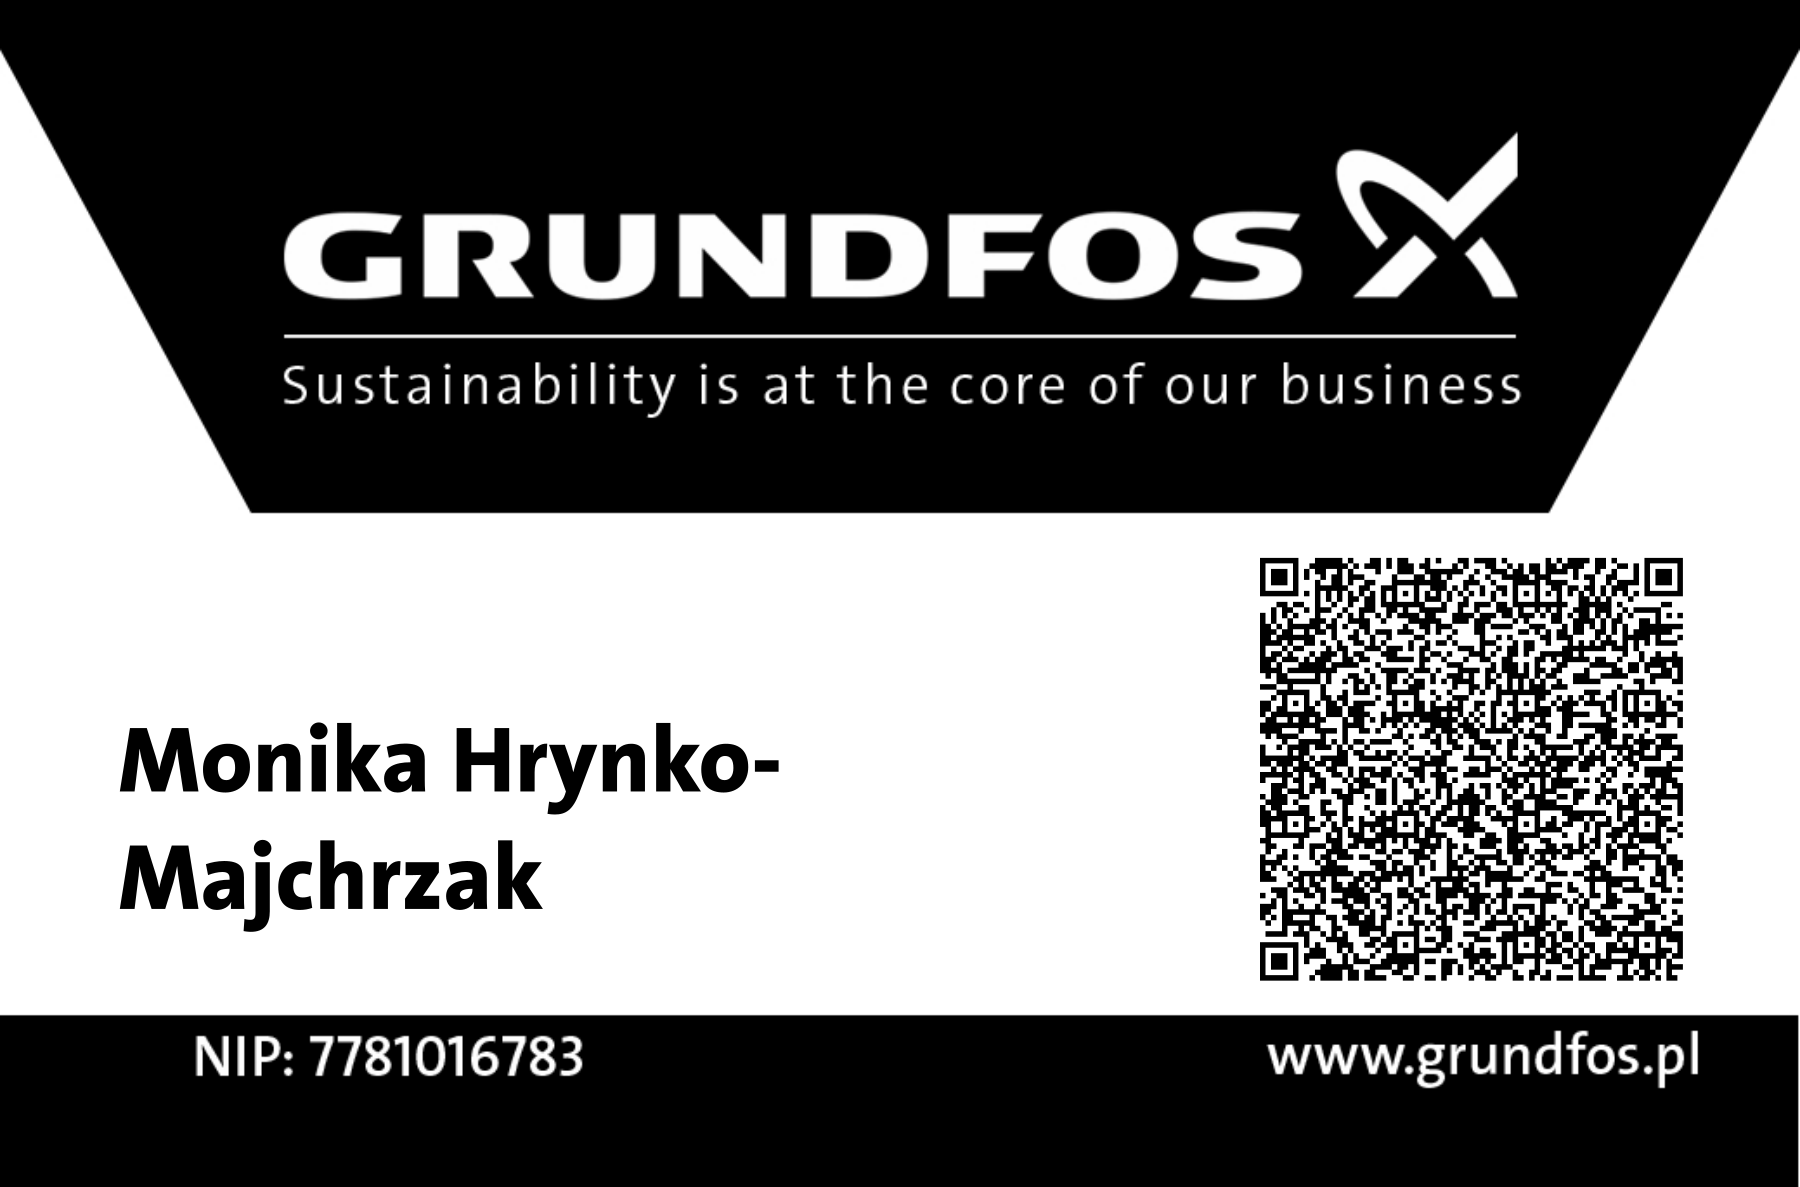 GRUNDFOS
Sustainability is at the core of our business
Monika Hrynko-
Majchrzak
NIP: 7781016783
www.grundfos.pl